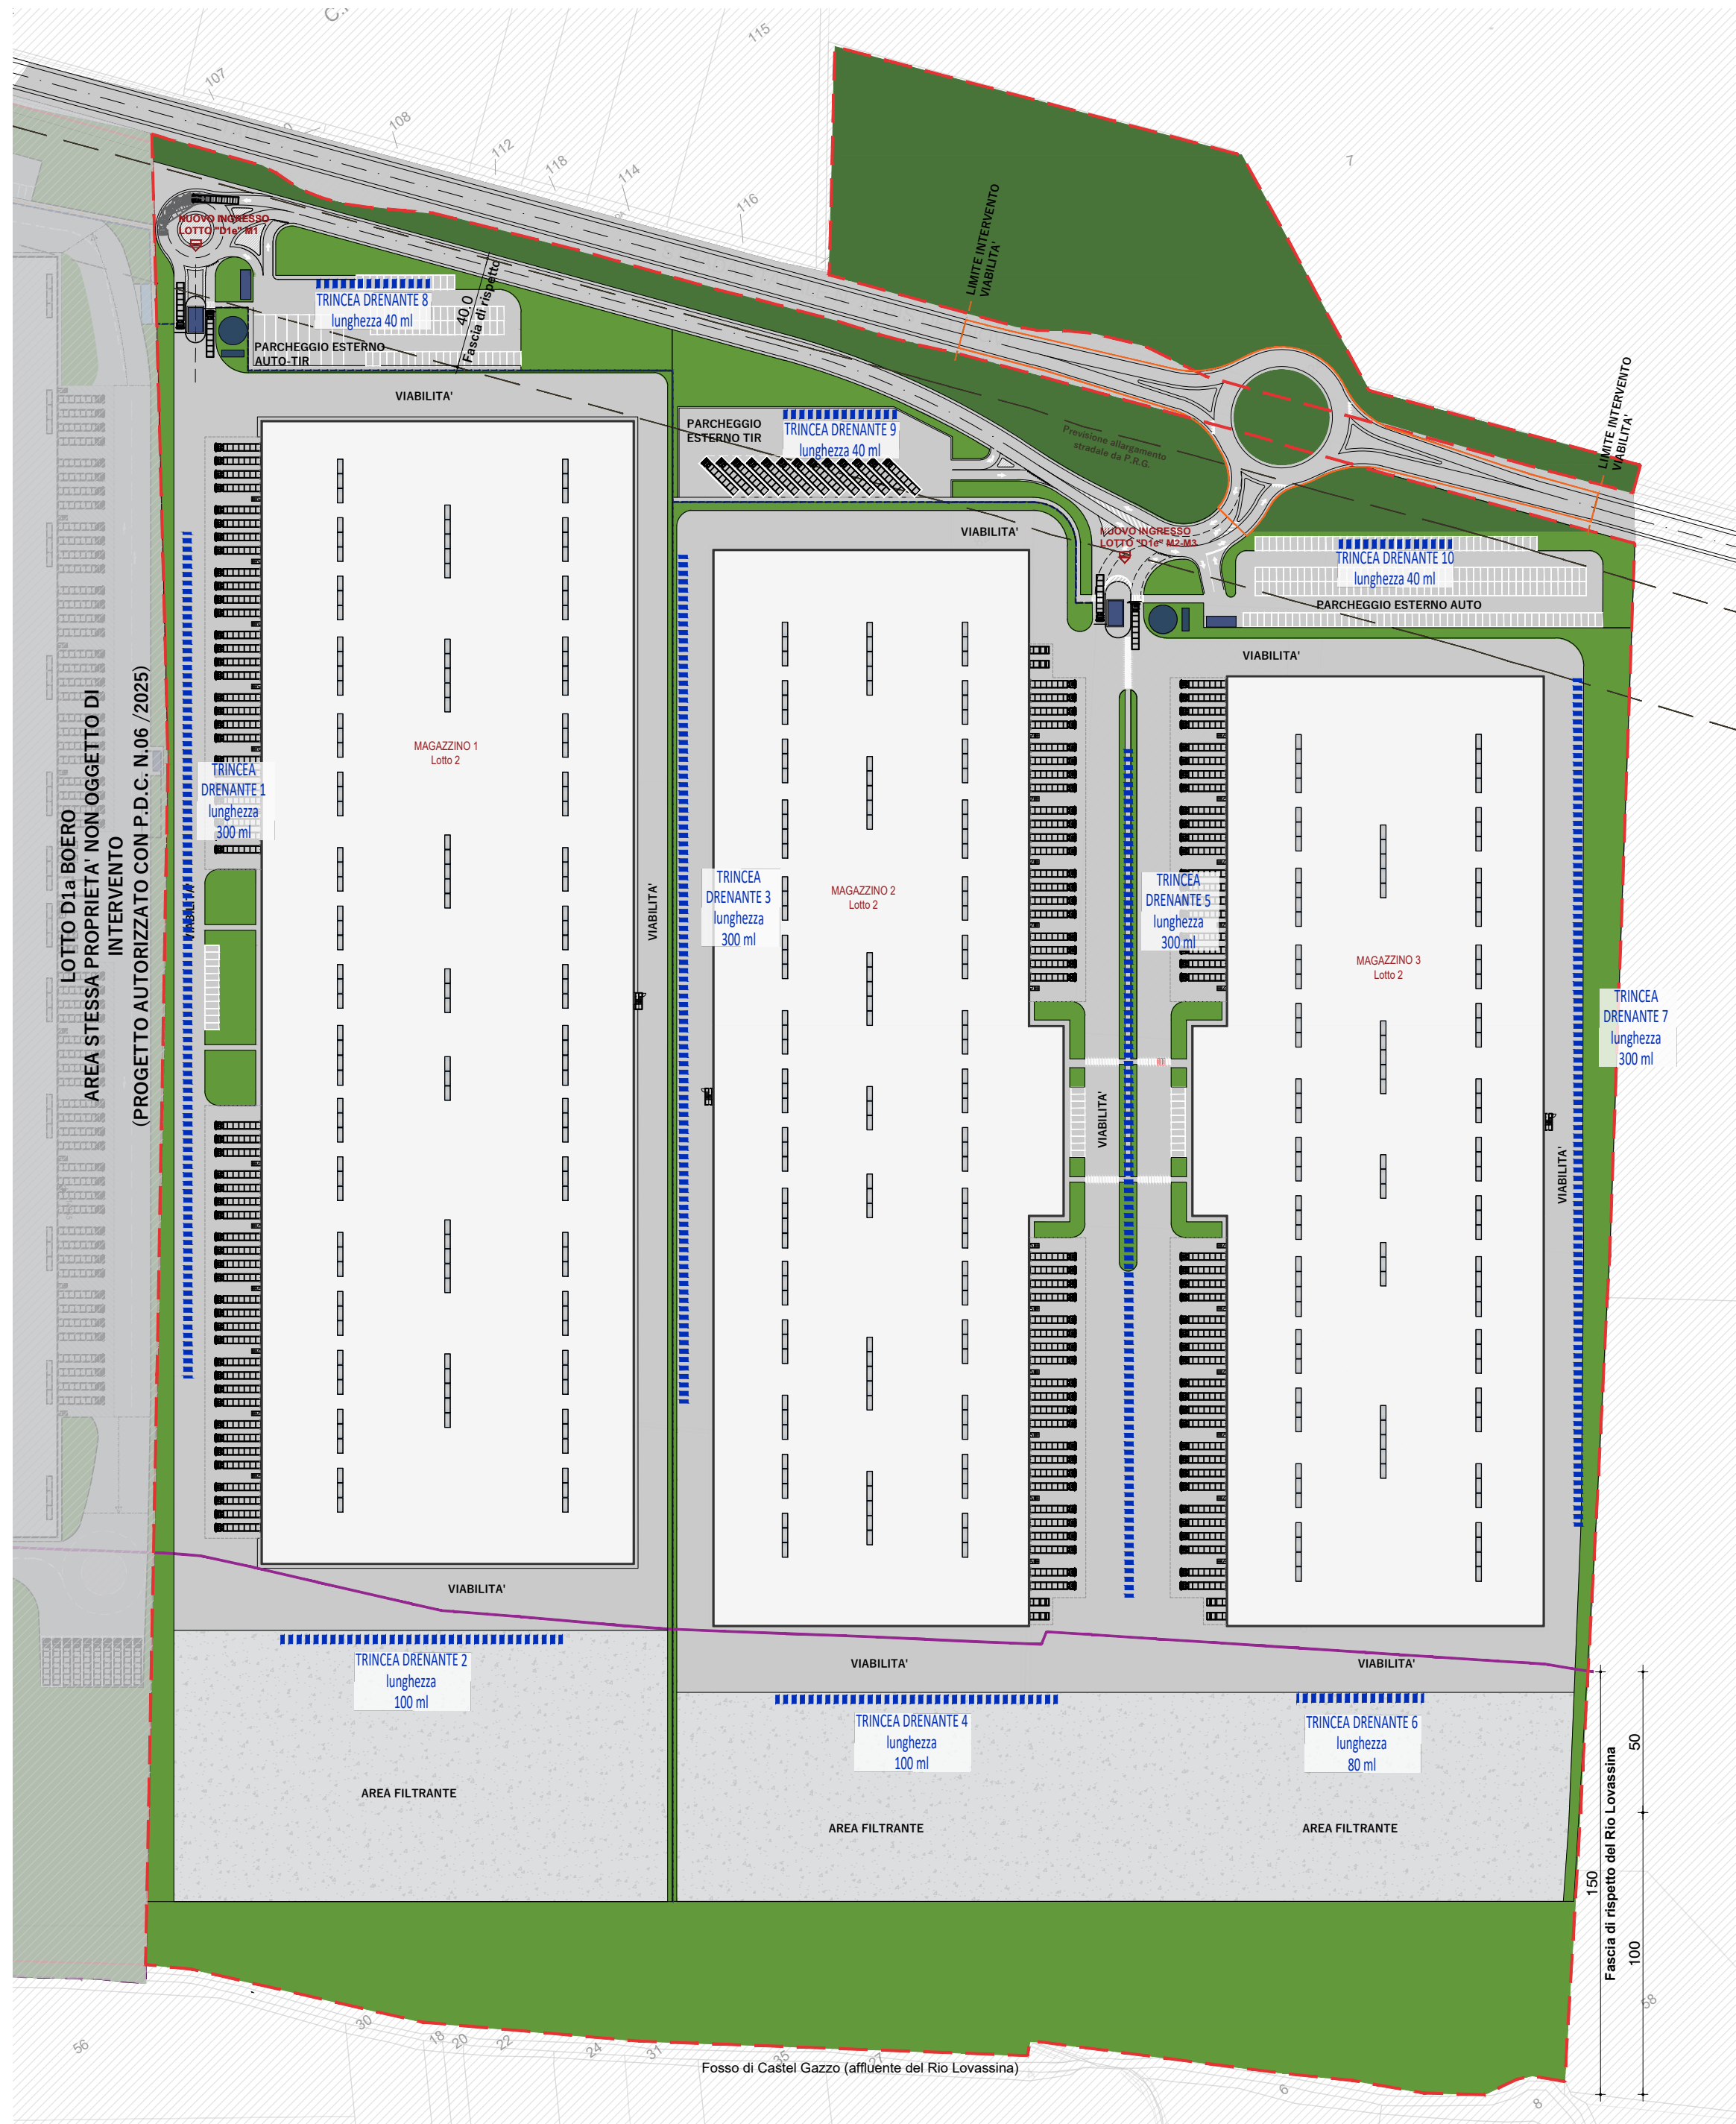 115
107
108
112
118
114
116
7
LIMITE INTERVENTO
VIABILITA'
LIMITE INTERVENTO
VIABILITA'
NUOVO INGRESSO
LOTTO "D1e" M1
TRINCEA DRENANTE 8
lunghezza 40 ml
40,0
Fascia di rispetto
PARCHEGGIO ESTERNO
AUTO-TIR
VIABILITA'
PARCHEGGIO
ESTERNO TIR
TRINCEA DRENANTE 9
lunghezza 40 ml
Previsione allargamento
stradale da P.R.G.
VIABILITA'
NUOVO INGRESSO
LOTTO "D1e" M2-M3
TRINCEA DRENANTE 10
lunghezza 40 ml
PARCHEGGIO ESTERNO AUTO
VIABILITA'
LOTTO D1a BOERO
AREA STESSA PROPRIETA' NON OGGETTO DI
INTERVENTO
(PROGETTO AUTORIZZATO CON P.D.C. N.06 /2025)
MAGAZZINO 1
Lotto 2
TRINCEA
DRENANTE 1
lunghezza
300 ml
VIABILITA'
VIABILITA'
TRINCEA
DRENANTE 3
lunghezza
300 ml
MAGAZZINO 2
Lotto 2
TRINCEA
DRENANTE 5
lunghezza
300 ml
MAGAZZINO 3
Lotto 2
TRINCEA
DRENANTE 7
lunghezza
300 ml
VIABILITA'
VIABILITA'
VIABILITA'
VIABILITA'
VIABILITA'
TRINCEA DRENANTE 2
lunghezza
100 ml
TRINCEA DRENANTE 4
lunghezza
100 ml
TRINCEA DRENANTE 6
lunghezza
80 ml
AREA FILTRANTE
AREA FILTRANTE
AREA FILTRANTE
50
150
Fascia di rispetto del Rio Lovassina
100
58
56
30
18
20
22
24
31
35
27
Fosso di Castel Gazzo (affluente del Rio Lovassina)
6
8